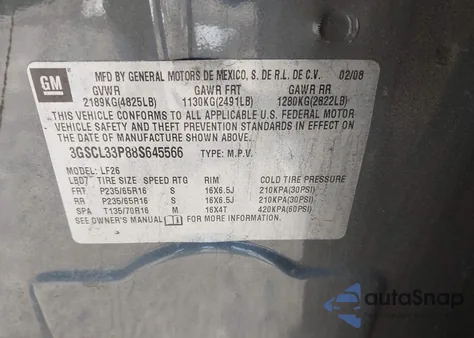 GM MFD BY GENERAL MOTORS DE MEXICO, S. DE R.L. DE C.V. 02/08
GVWR GAWR FRT GAWR RR
2189KG(4825LB) 1130KG(2491LB) 1280KG(2822LB)
THIS VEHICLE CONFORMS TO ALL APPLICABLE U.S. FEDERAL MOTOR
VEHICLE SAFETY AND THEFT PREVENTION STANDARDS IN EFFECT ON
THE DATE OF MANUFACTURE SHOWN ABOVE.
3GSCL33P88S645566 TYPE: M.P.V.
MODEL: LF26
TIRE SIZE SPEED RTG RIM COLD TIRE PRESSURE
FRT P235/65R16 S 16X6.5J 210KPA(30PSI)
RR P235/65R16 S 16X6.5J 210KPA(30PSI)
SPA T135/70R16 M 16X4T 420KPA(60PSI)
SEE OWNER'S MANUAL FOR ADDITIONAL INFORMATION.
autoSnap